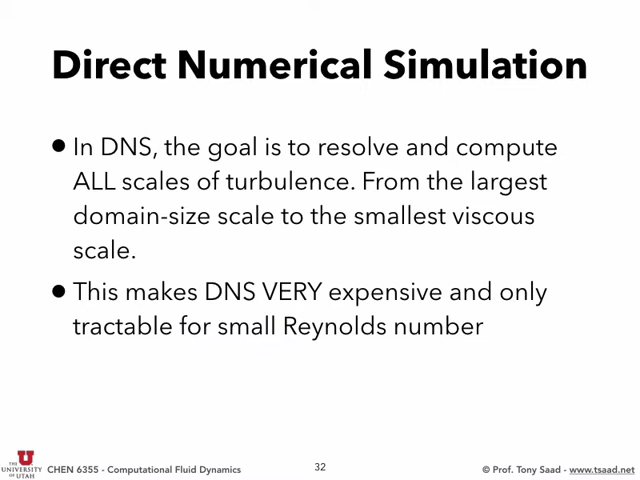 Direct Numerical Simulation
• In DNS, the goal is to resolve and compute
ALL scales of turbulence. From the largest
domain-size scale to the smallest viscous
scale.
• This makes DNS VERY expensive and only
tractable for small Reynolds number
THE
UNIVERSITY
OF UTAH
CHEN 6355 - Computational Fluid Dynamics
32
© Prof. Tony Saad - www.tsaad.net